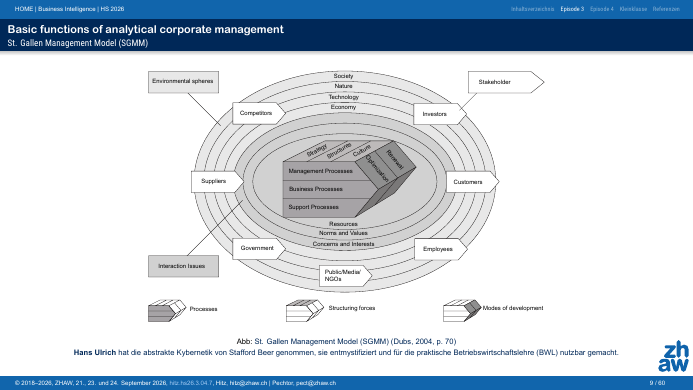 HOME | Business Intelligence | HS 2026
Inhaltsverzeichnis Episode 3 Episode 4 Kleinklasse Referenzen
Basic functions of analytical corporate management
St. Gallen Management Model (SGMM)
Environmental spheres
Society
Nature
Technology
Economy
Stakeholder
Competitors
Investors
Strategy
Structures
Culture
Optimization
Renewal
Management Processes
Business Processes
Support Processes
Suppliers
Customers
Resources
Norms and Values
Concerns and Interests
Government
Employees
Interaction Issues
Public/Media/
NGOs
Processes
Structuring forces
Modes of development
Abb: St. Gallen Management Model (SGMM) (Dubs, 2004, p. 70)
Hans Ulrich hat die abstrakte Kybernetik von Stafford Beer genommen, sie entmystifiziert und für die praktische Betriebswirtschaftslehre (BWL) nutzbar gemacht.
zh
aw
© 2018–2026, ZHAW, 21., 23. und 24. September 2026, hitz.hs26.3.04.7, Hitz, hitz@zhaw.ch | Pechtor, pect@zhaw.ch
9 / 60